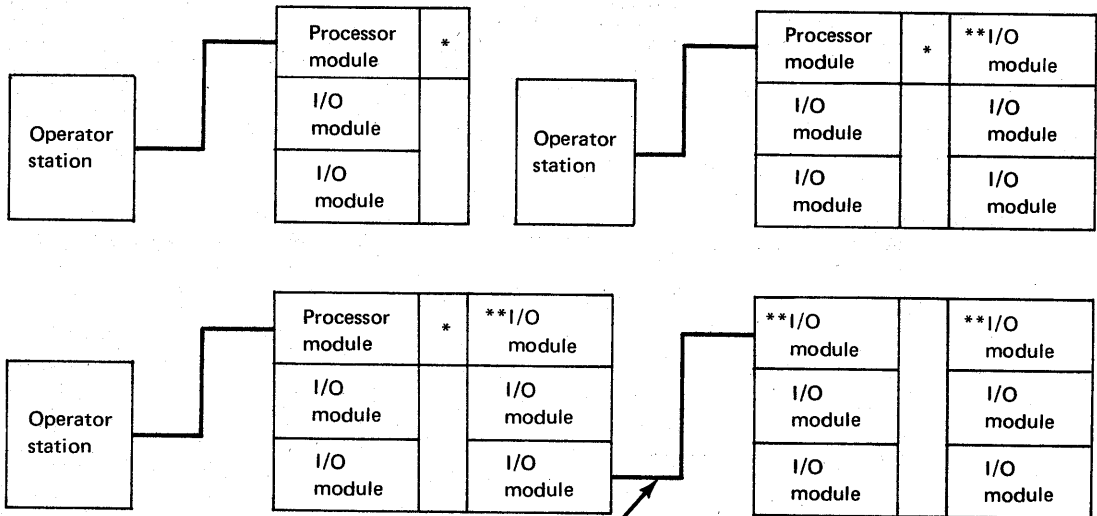 Processor
module
*
I/O
module
I/O
module
Operator
station
Processor
module
*
**I/O
module
I/O
module
I/O
module
I/O
module
I/O
module
Operator
station
Processor
module
*
**I/O
module
I/O
module
I/O
module
I/O
module
I/O
module
Operator
station
**I/O
module
**I/O
module
I/O
module
I/O
module
I/O
module
I/O
module